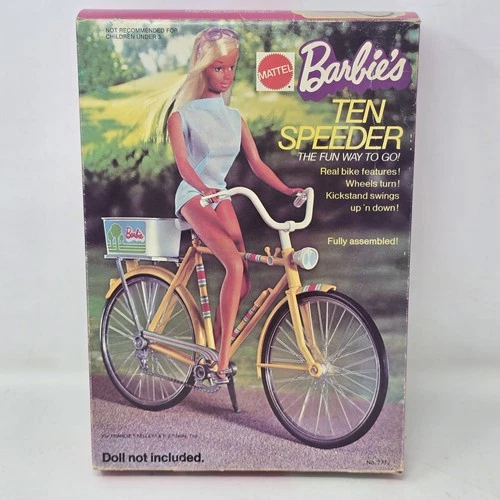 NOT RECOMMENDED FOR
CHILDREN UNDER 3.
MATTEL
Barbie's
TEN
SPEEDER
THE FUN WAY TO GO!
Real bike features!
Wheels turn!
Kickstand swings
up 'n down!
Fully assembled!
Barbie
Doll not included.
No.